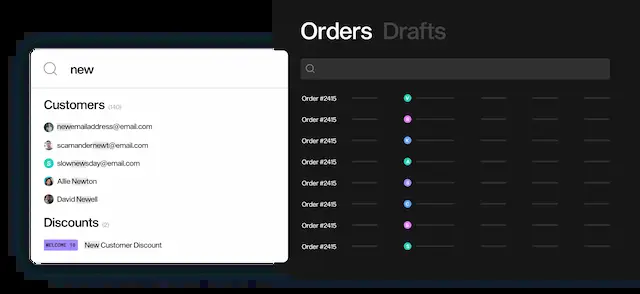 new
Customers (140)
newemailaddress@email.com
scamandernewt@email.com
S slownewsday@email.com
Allie Newton
David Newell
Discounts (2)
WELCOME 10 New Customer Discount
Orders Drafts
Order #2415
Order #2415
Order #2415
Order #2415
Order #2415
Order #2415
Order #2415
Order #2415